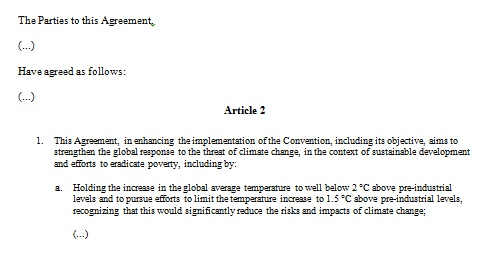 The Parties to this Agreement,
(...)
Have agreed as follows:
(...)
Article 2
1. This Agreement, in enhancing the implementation of the Convention, including its objective, aims to
strengthen the global response to the threat of climate change, in the context of sustainable development
and efforts to eradicate poverty, including by:
a. Holding the increase in the global average temperature to well below 2 °C above pre-industrial
levels and to pursue efforts to limit the temperature increase to 1.5 °C above pre-industrial levels,
recognizing that this would significantly reduce the risks and impacts of climate change;
(...)